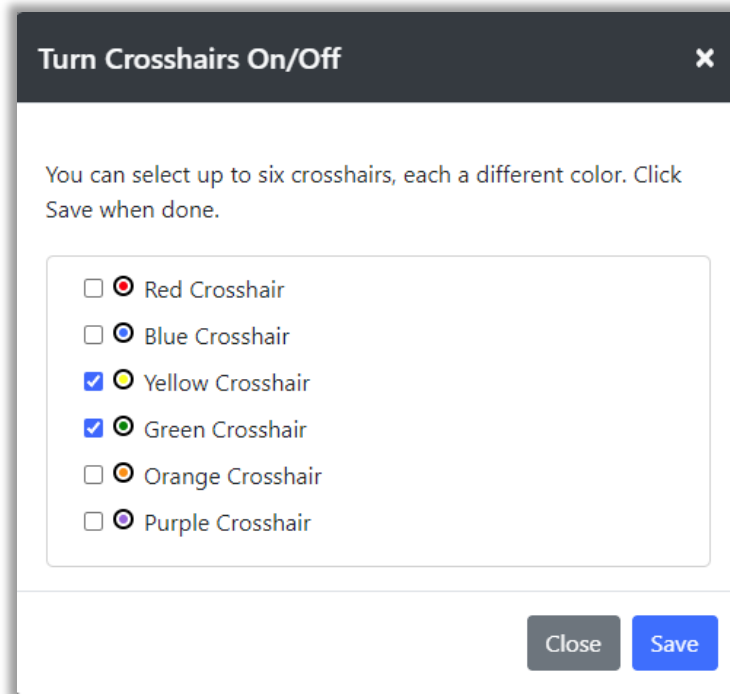 Turn Crosshairs On/Off
You can select up to six crosshairs, each a different color. Click
Save when done.
Red Crosshair
Blue Crosshair
Yellow Crosshair
Green Crosshair
Orange Crosshair
Purple Crosshair
Close Save